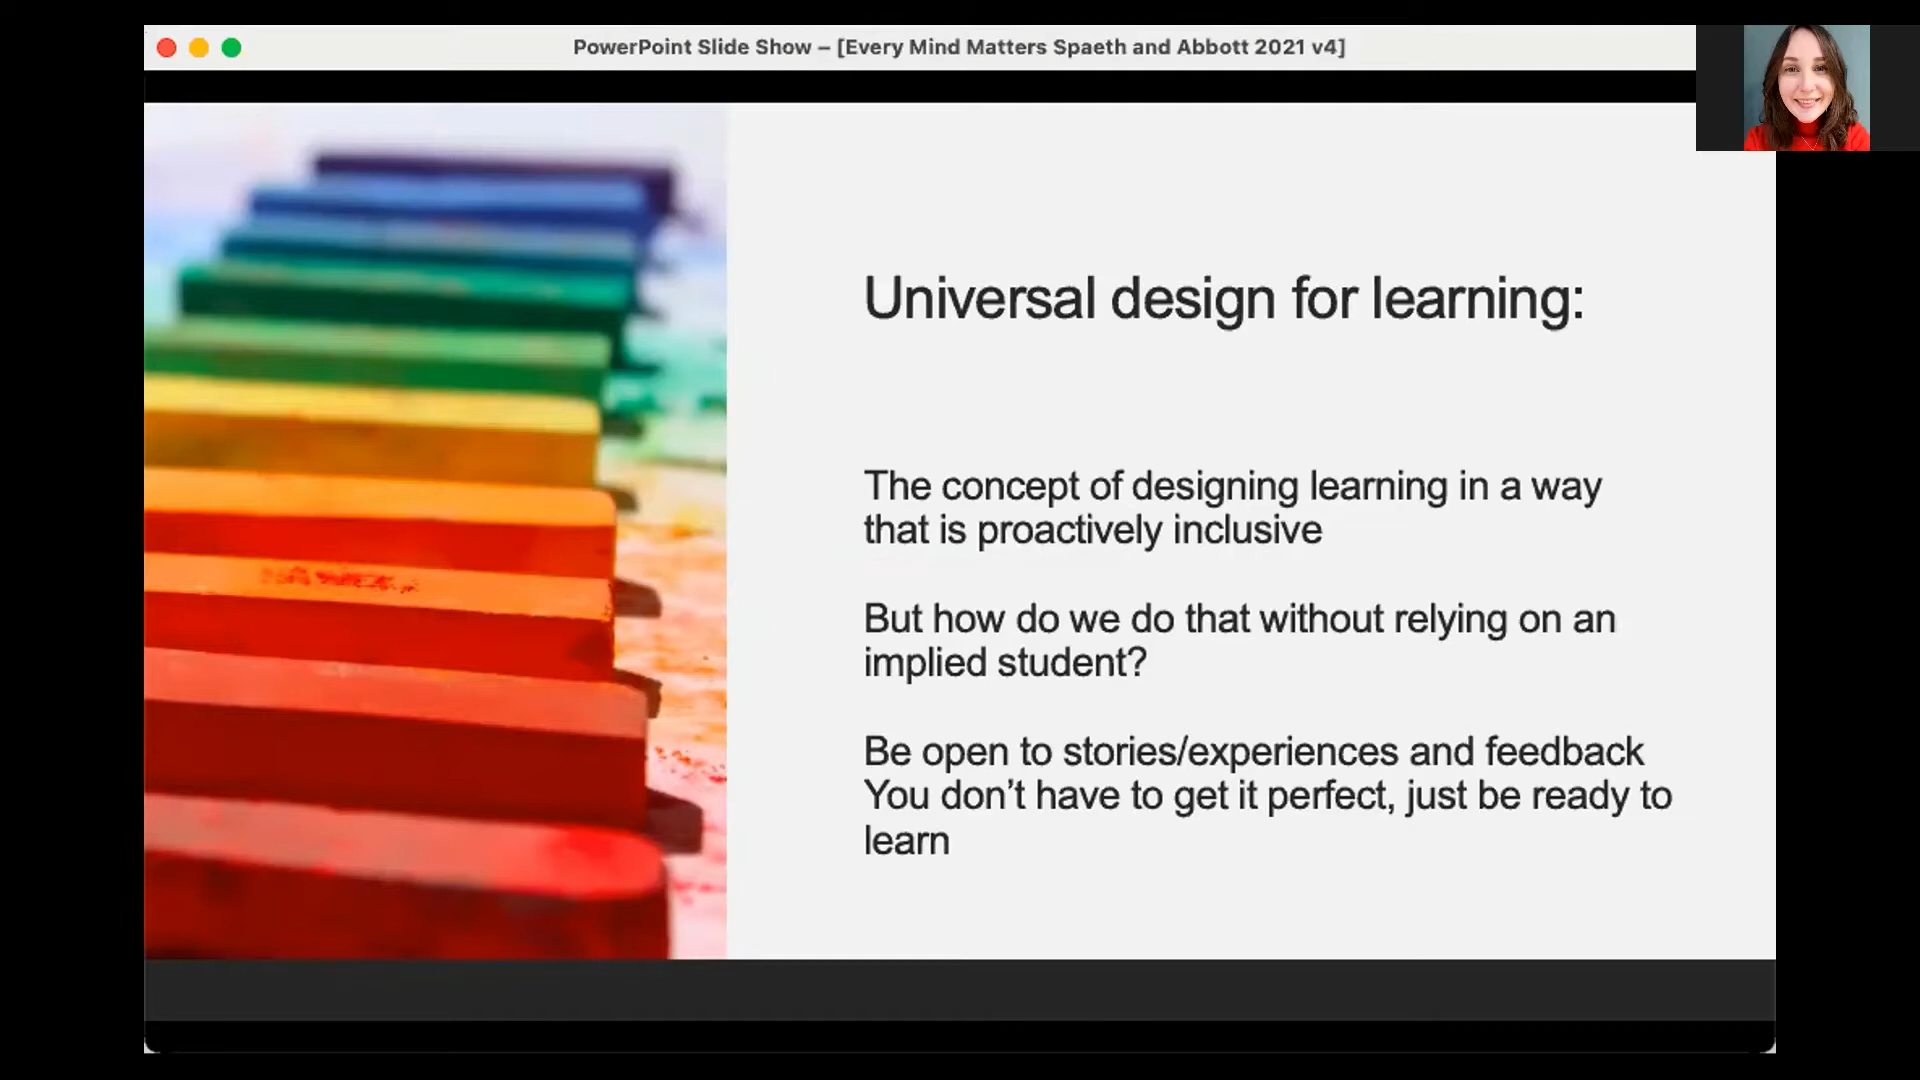 PowerPoint Slide Show – [Every Mind Matters Spaeth and Abbott 2021 v4]
Universal design for learning:
The concept of designing learning in a way
that is proactively inclusive
But how do we do that without relying on an
implied student?
Be open to stories/experiences and feedback
You don’t have to get it perfect, just be ready to
learn